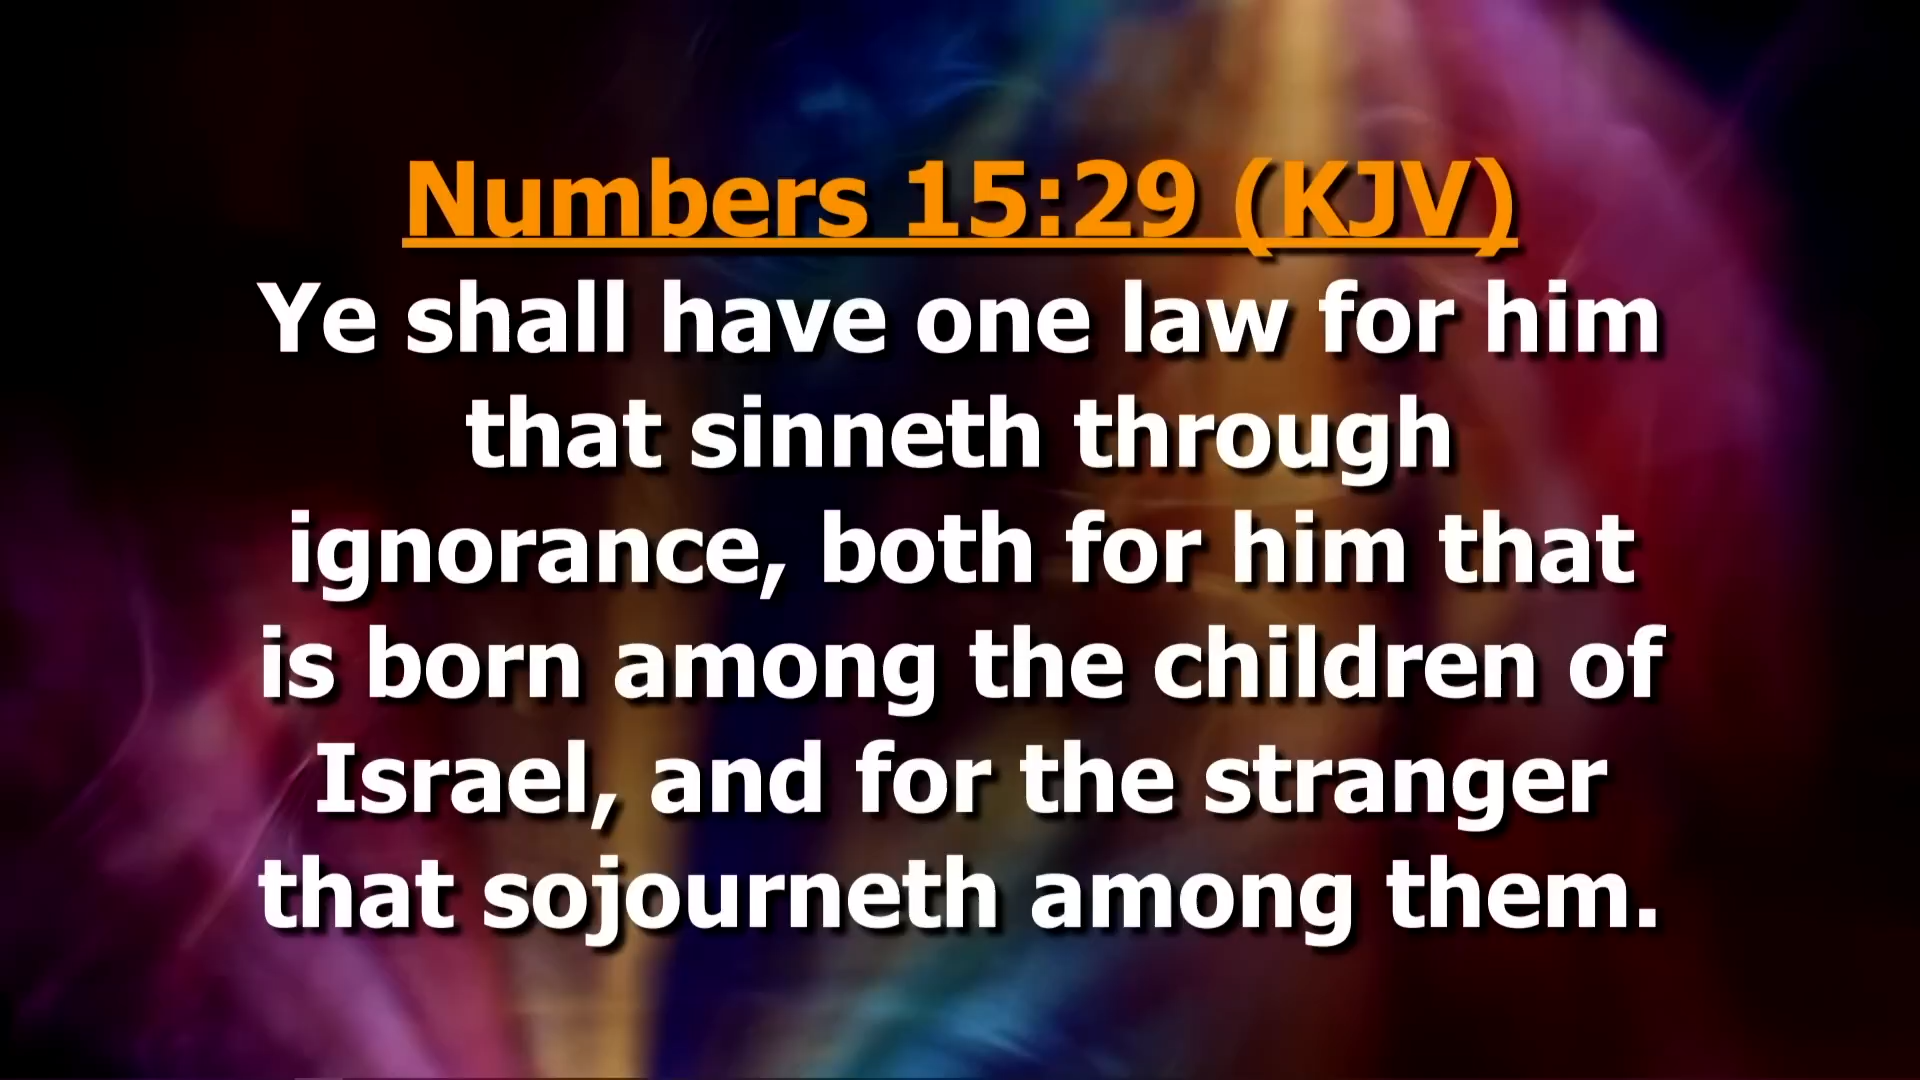 Numbers 15:29 (KJV)
Ye shall have one law for him
that sinneth through
ignorance, both for him that
is born among the children of
Israel, and for the stranger
that sojourneth among them.